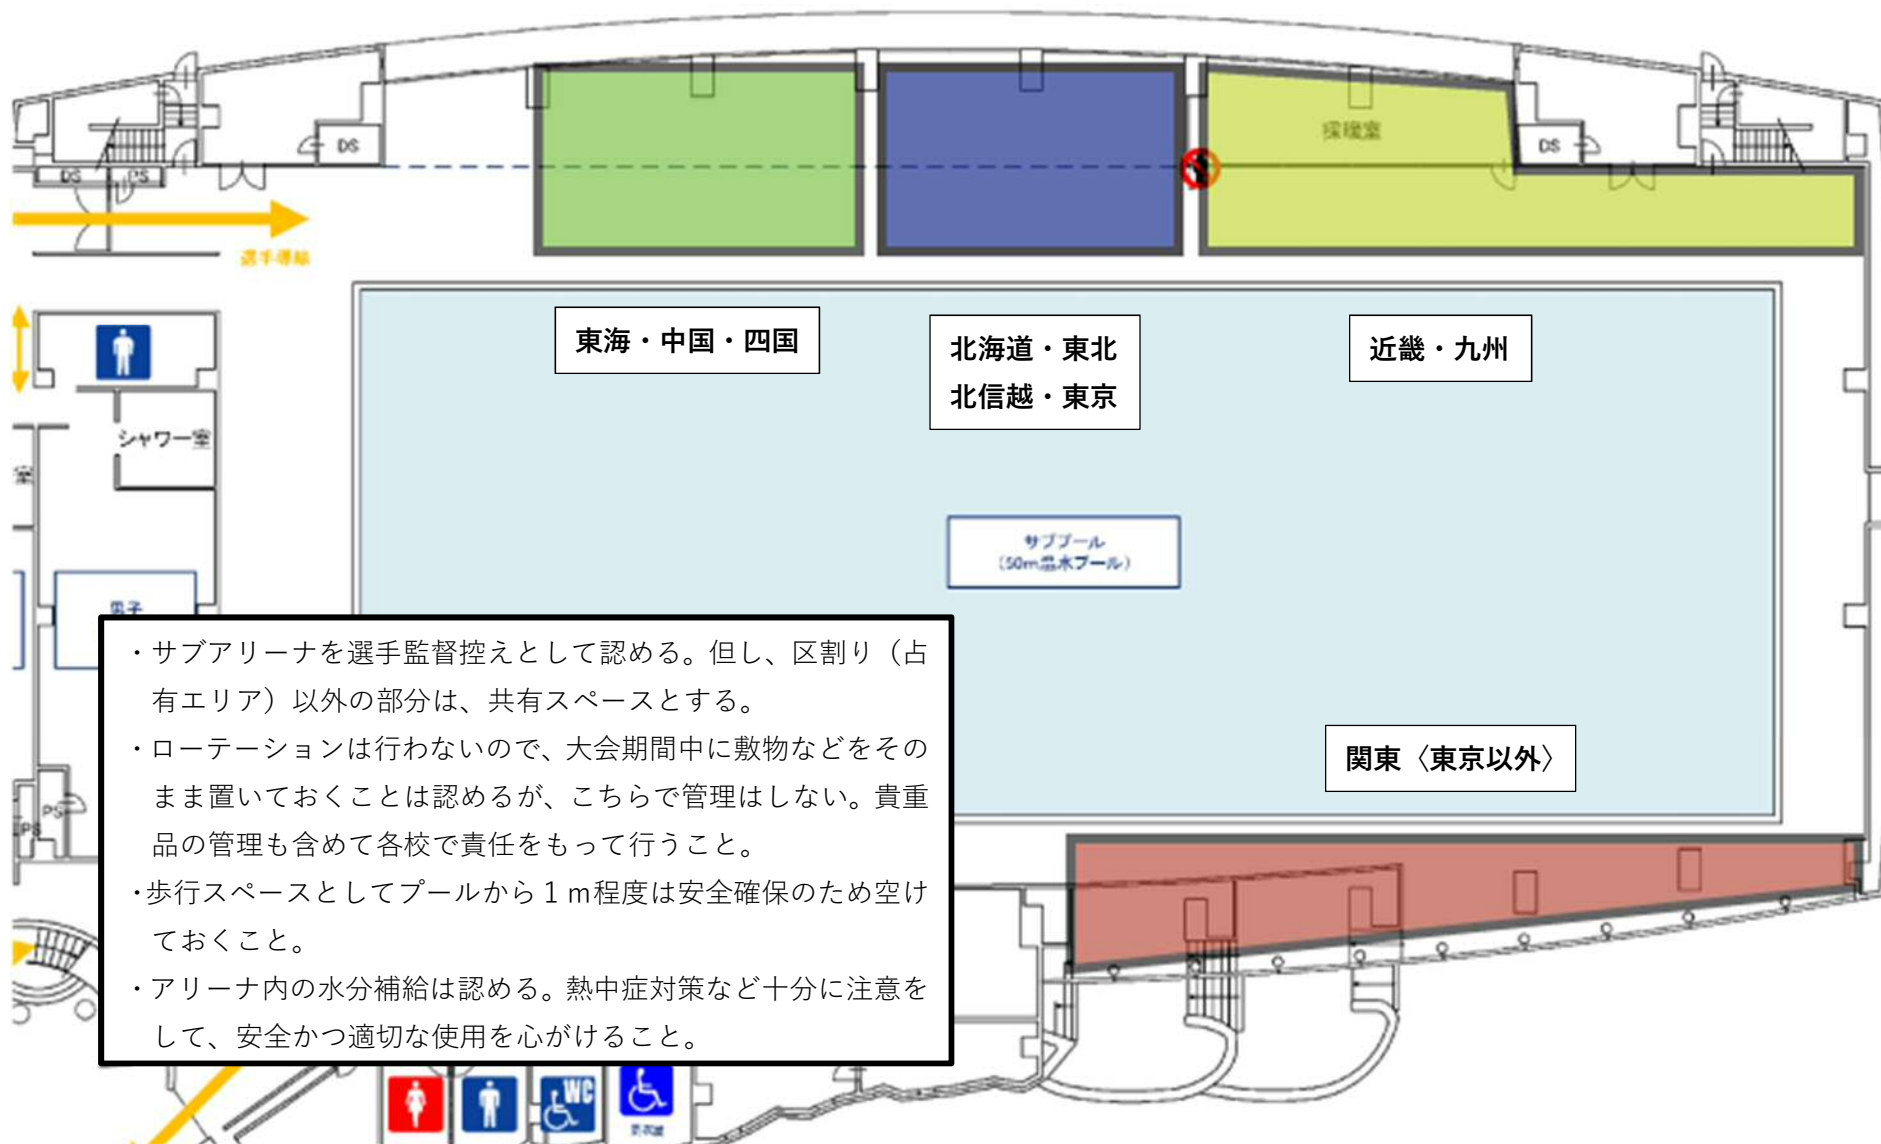 DS
採暖室
DS
DS
PS
選手導線
東海・中国・四国
北海道・東北
北信越・東京
近畿・九州
シャワー室
室
サブプール
(50m温水プール)
男子
・サブアリーナを選手監督控えとして認める。但し、区割り（占
有エリア）以外の部分は、共有スペースとする。
・ローテーションは行わないので、大会期間中に敷物などをその
まま置いておくことは認めるが、こちらで管理はしない。貴重
品の管理も含めて各校で責任をもって行うこと。
・歩行スペースとしてプールから１ｍ程度は安全確保のため空け
ておくこと。
・アリーナ内の水分補給は認める。熱中症対策など十分に注意を
して、安全かつ適切な使用を心がけること。
関東〈東京以外〉
PS
PS
WC